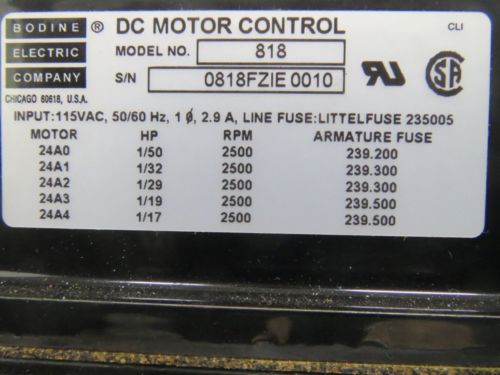 BODINE ® DC MOTOR CONTROL CLI
ELECTRIC MODEL NO. 818
COMPANY S/N 0818FZIE0010
CHICAGO 60618, U.S.A.
INPUT:115VAC, 50/60 Hz, 1 Ø, 2.9 A, LINE FUSE:LITTELFUSE 235005
MOTOR HP RPM ARMATURE FUSE
24A0 1/50 2500 239.200
24A1 1/32 2500 239.300
24A2 1/29 2500 239.300
24A3 1/19 2500 239.500
24A4 1/17 2500 239.500